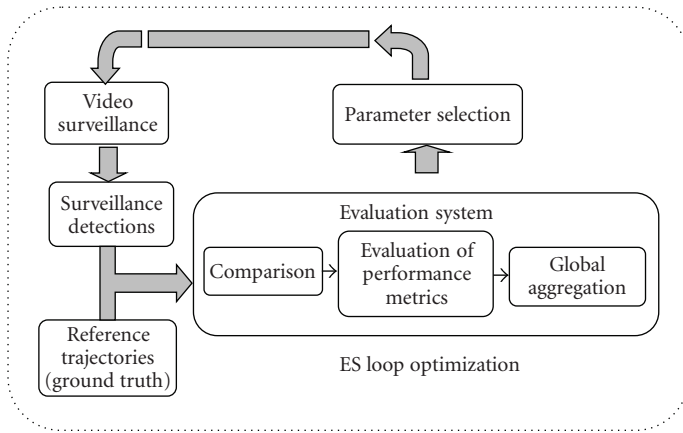 Video
surveillance
Parameter selection
Surveillance
detections
Evaluation system
Comparison
Evaluation of
performance
metrics
Global
aggregation
Reference
trajectories
(ground truth)
ES loop optimization